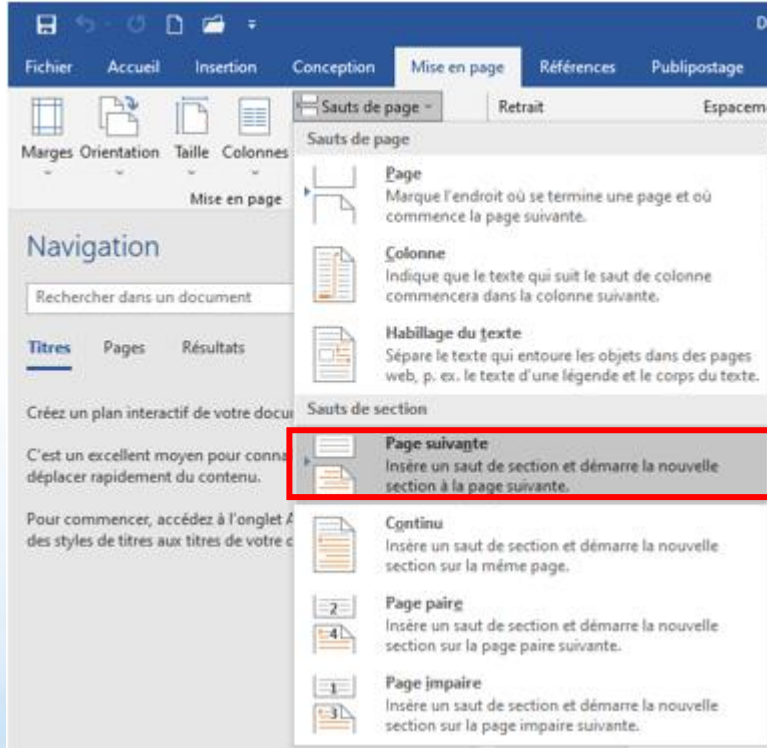 D
Fichier Accueil Insertion Conception Mise en page Références Publipostage
Marges Orientation Taille Colonnes
Sauts de page
Retrait Espacem
Mise en page
Sauts de page
Page
Marque l'endroit où se termine une page et où
commence la page suivante.
Colonne
Indique que le texte qui suit le saut de colonne
commencera dans la colonne suivante.
Habillage du texte
Sépare le texte qui entoure les objets dans des pages
web, p. ex. le texte d'une légende et le corps du texte.
Sauts de section
Page suivante
Insère un saut de section et démarre la nouvelle
section à la page suivante.
Continu
Insère un saut de section et démarre la nouvelle
section sur la même page.
2
4
Page paire
Insère un saut de section et démarre la nouvelle
section sur la page paire suivante.
1
3
Page impaire
Insère un saut de section et démarre la nouvelle
section sur la page impaire suivante.
Navigation
Rechercher dans un document
Titres Pages Résultats
Créez un plan interactif de votre docu
C'est un excellent moyen pour conna
déplacer rapidement du contenu.
Pour commencer, accédez à l'onglet A
des styles de titres aux titres de votre c